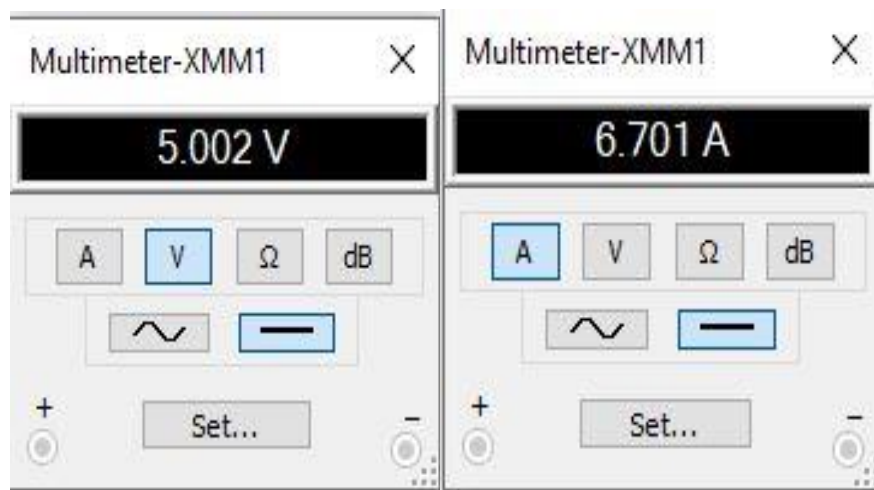 Multimeter-XMM1
5.002 V
A V Ω dB
+ Set... −
Multimeter-XMM1
6.701 A
A V Ω dB
+ Set... −